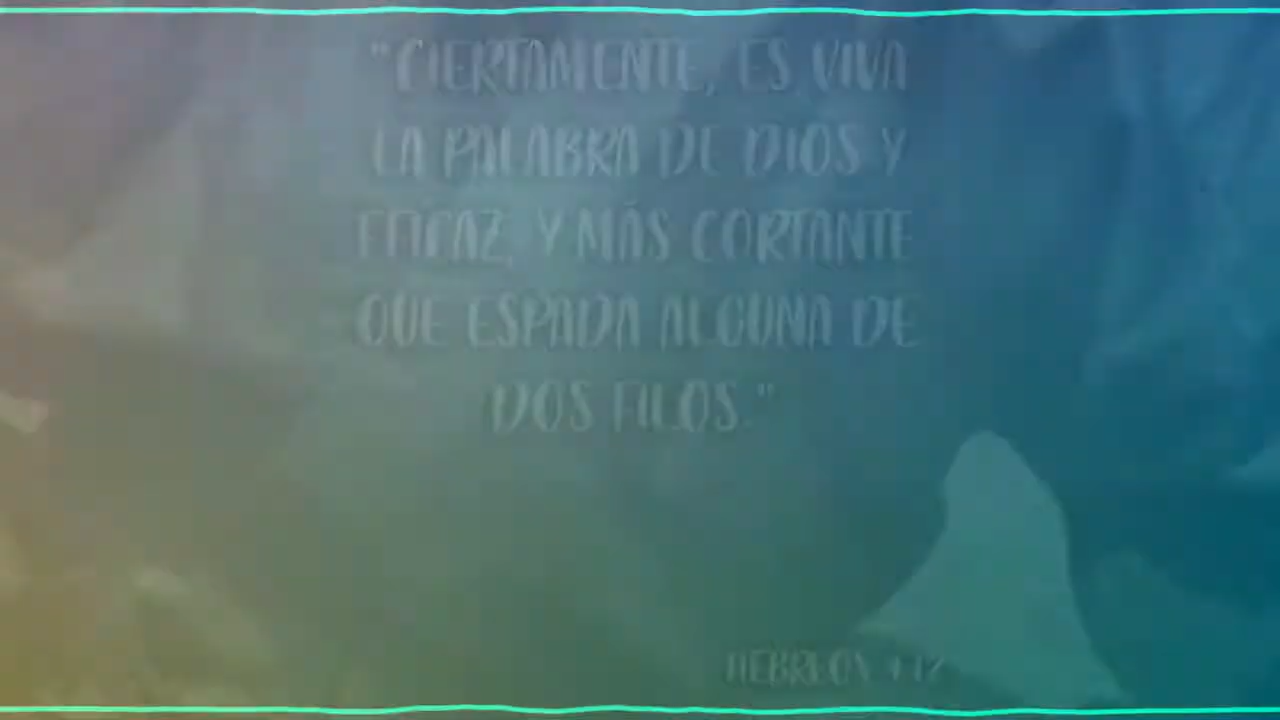 "CIERTAMENTE, ES VIVA
LA PALABRA DE DIOS Y
EFICAZ, Y MÁS CORTANTE
QUE ESPADA ALGUNA DE
DOS FILOS."
HEBREOS 4:12